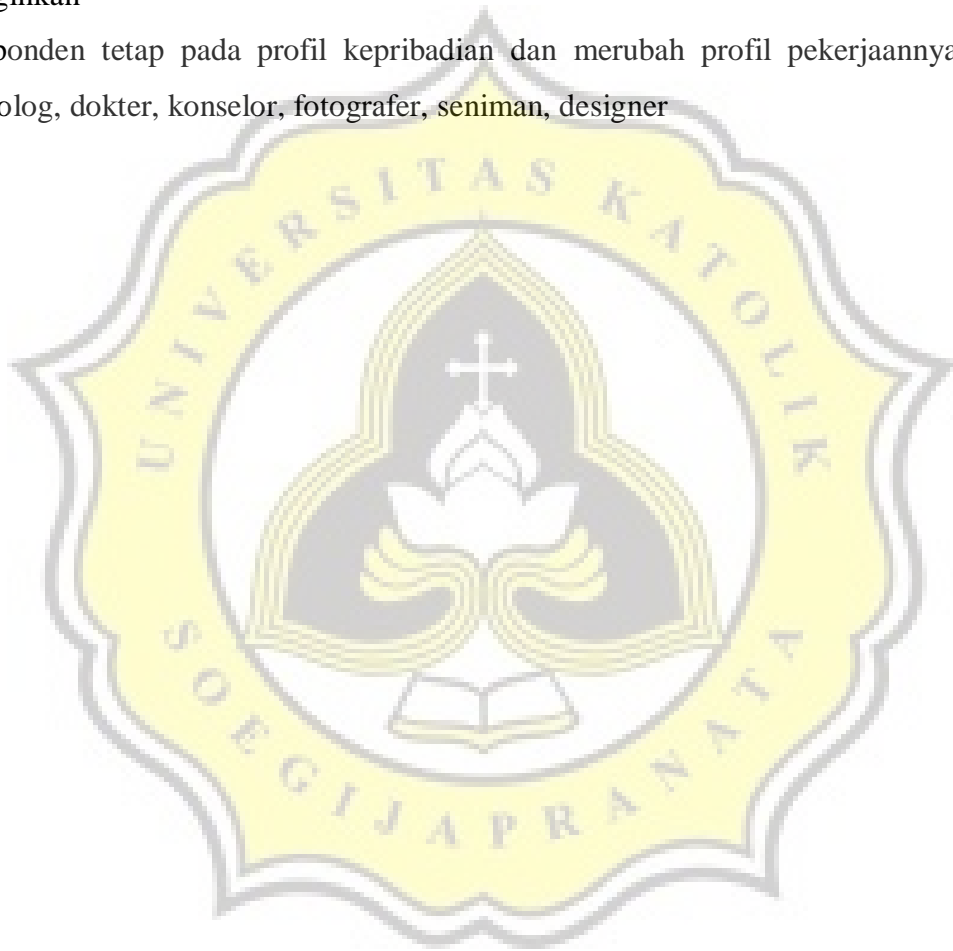 ginkan
ponden tetap pada profil kepribadian dan merubah profil pekerjaannya
olog, dokter, konselor, fotografer, seniman, designer
UNIVERSITAS KATOLIK
SOEGIJAPRANATA